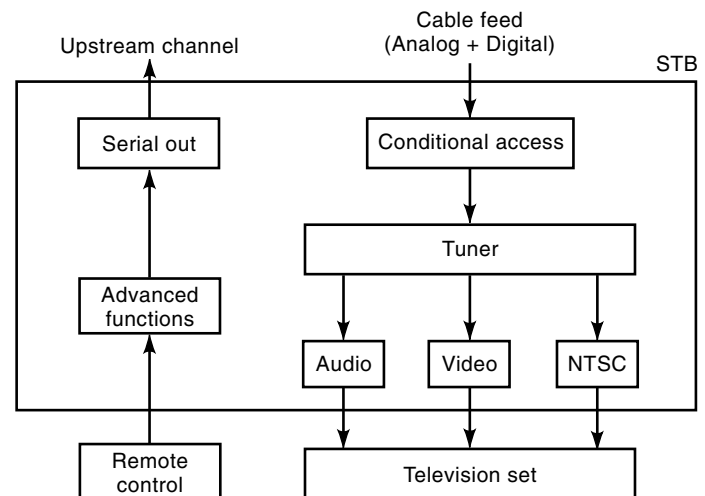 Upstream channel
Cable feed
(Analog + Digital)
STB
Serial out
Conditional access
Tuner
Advanced
functions
Audio
Video
NTSC
Remote
control
Television set